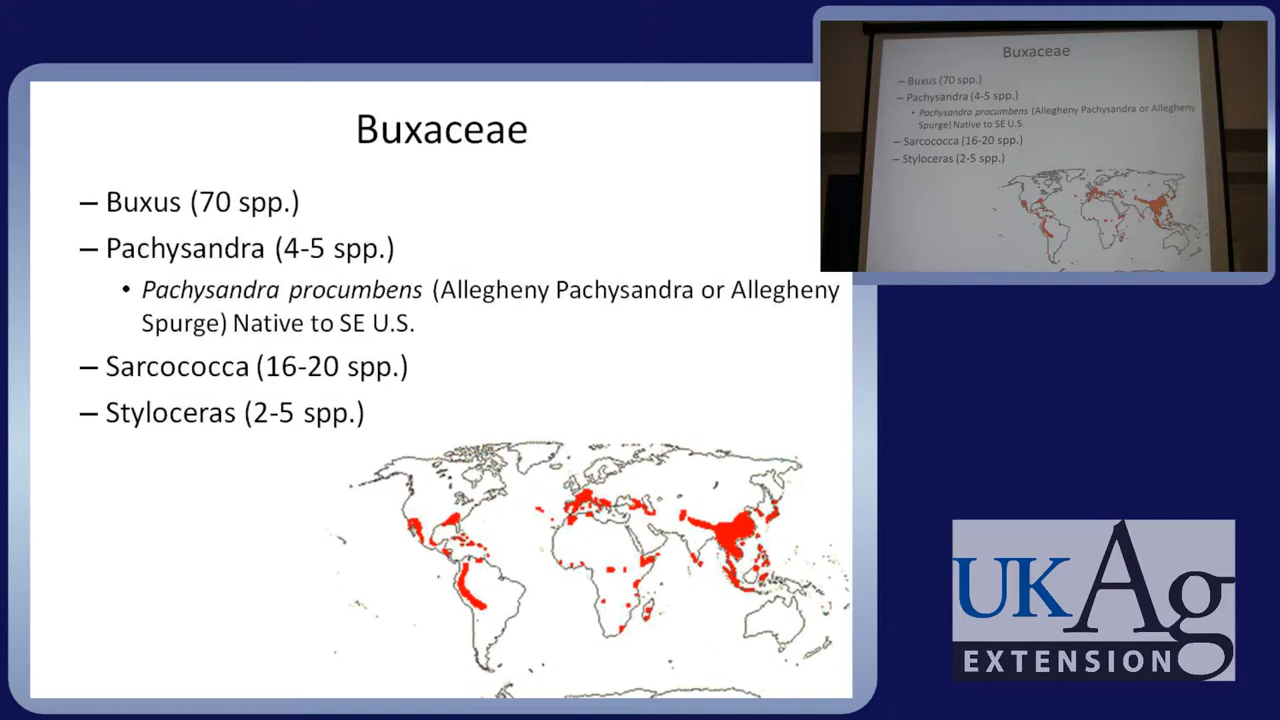 Buxaceae
– Buxus (70 spp.)
– Pachysandra (4-5 spp.)
• Pachysandra procumbens (Allegheny Pachysandra or Allegheny
Spurge) Native to SE U.S.
– Sarcococca (16-20 spp.)
– Styloceras (2-5 spp.)
Buxaceae
– Buxus (70 spp.)
– Pachysandra (4-5 spp.)
• Pachysandra procumbens (Allegheny Pachysandra or Allegheny
Spurge) Native to SE U.S.
– Sarcococca (16-20 spp.)
– Styloceras (2-5 spp.)
UKAg
EXTENSION